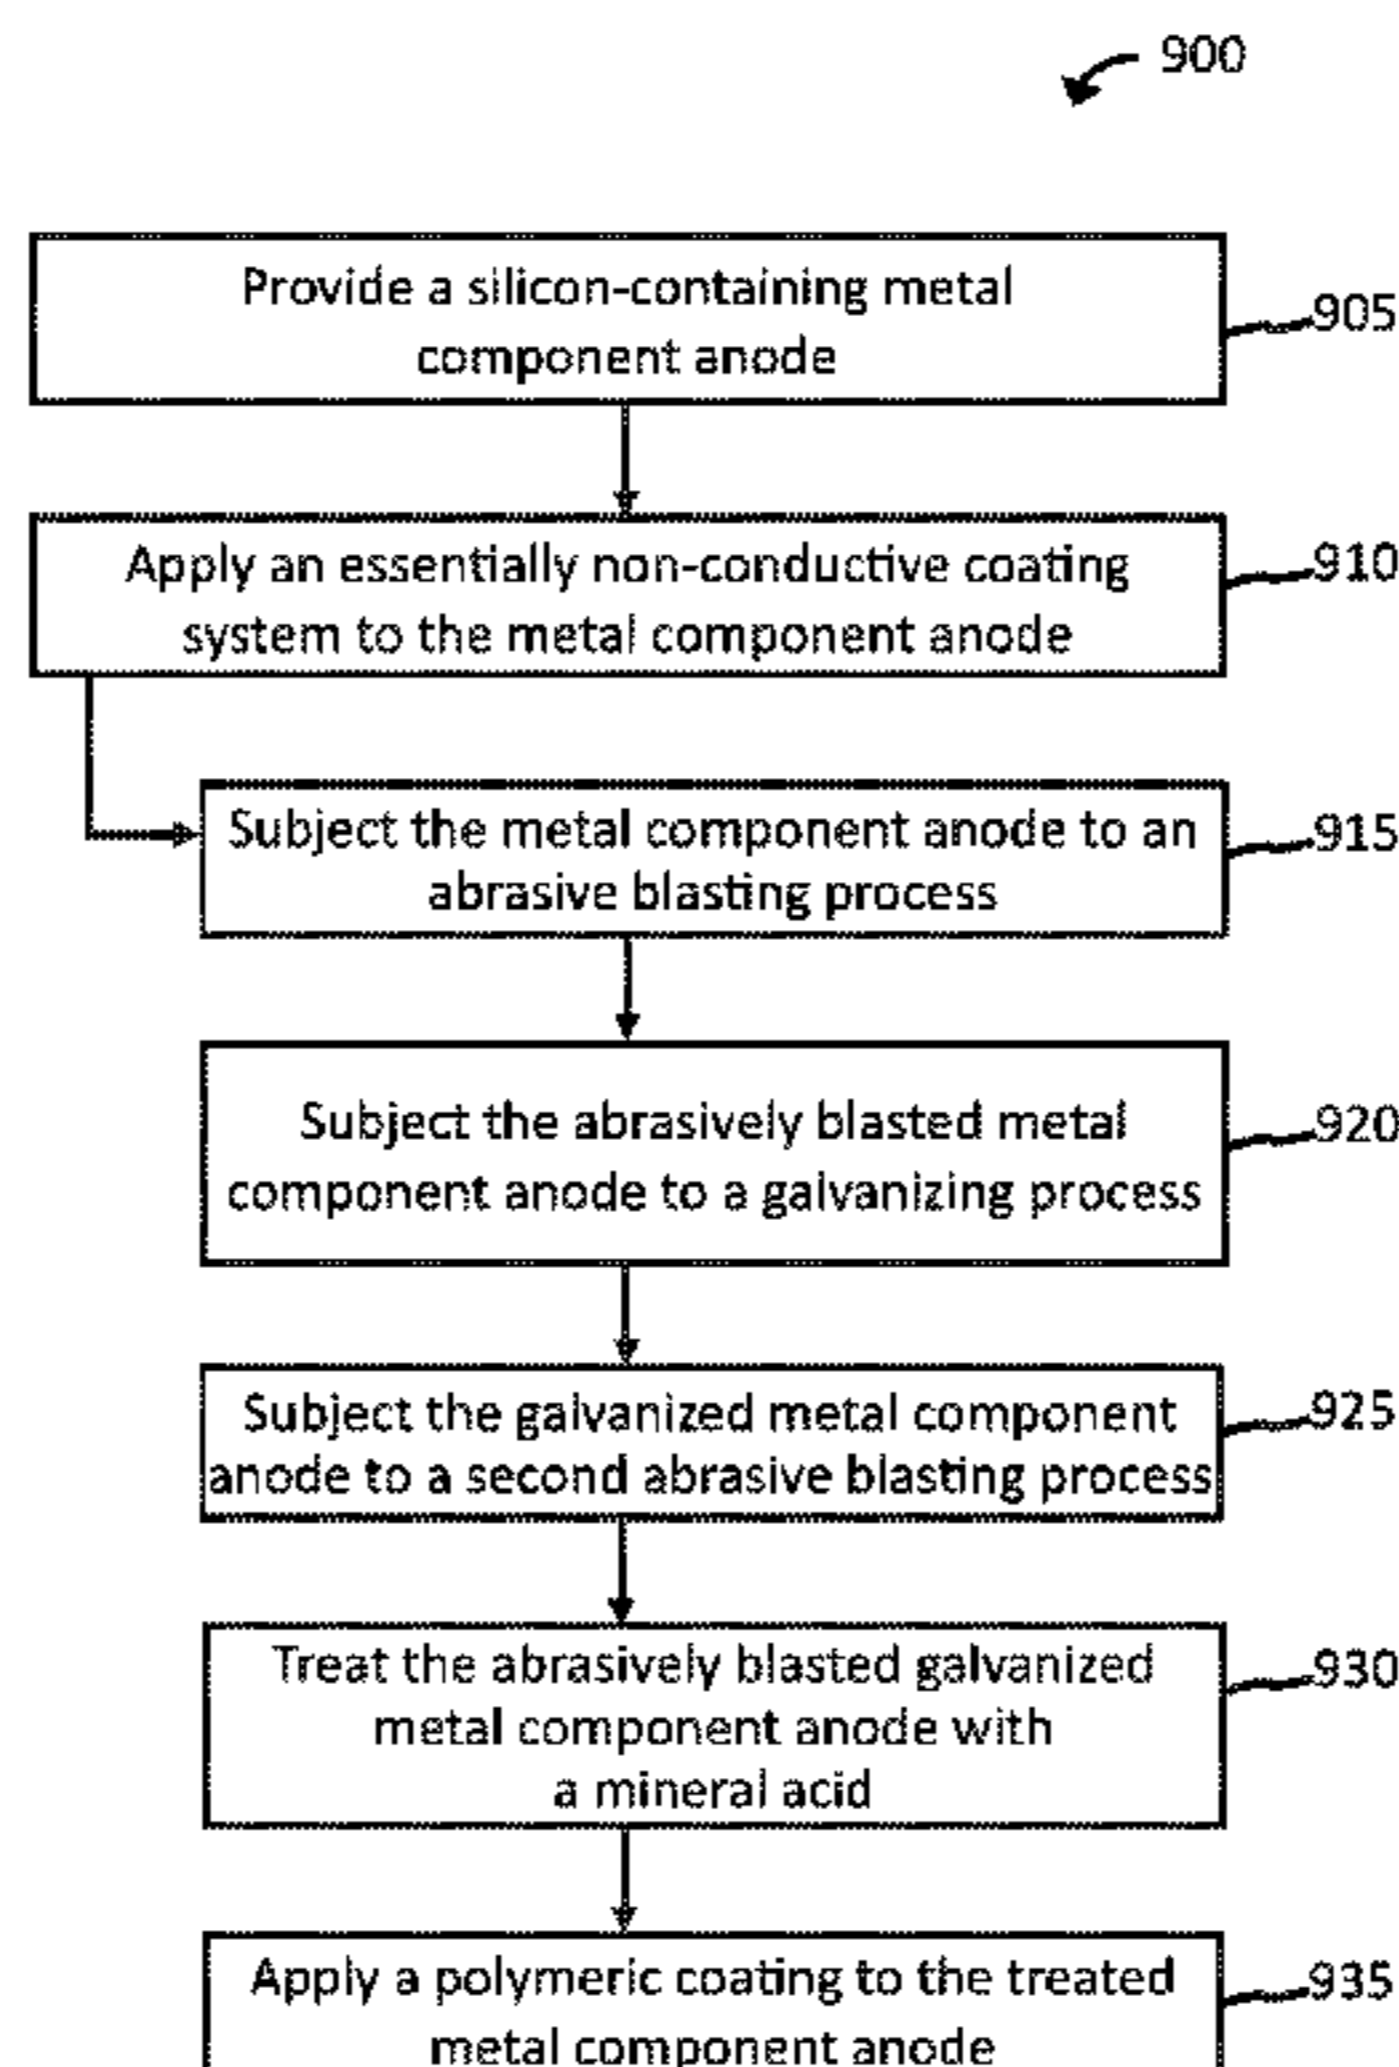 900
Provide a silicon-containing metal
component anode
905
Apply an essentially non-conductive coating
system to the metal component anode
910
Subject the metal component anode to an
abrasive blasting process
915
Subject the abrasively blasted metal
component anode to a galvanizing process
920
Subject the galvanized metal component
anode to a second abrasive blasting process
925
Treat the abrasively blasted galvanized
metal component anode with
a mineral acid
930
Apply a polymeric coating to the treated
metal component anode
935